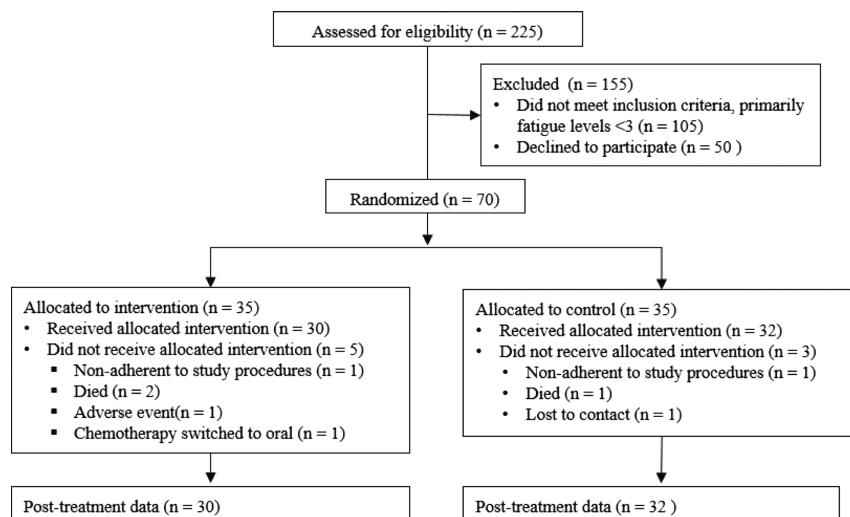 Assessed for eligibility (n = 225)
Excluded (n = 155)
• Did not meet inclusion criteria, primarily
fatigue levels <3 (n = 105)
• Declined to participate (n = 50 )
Randomized (n = 70)
Allocated to intervention (n = 35)
• Received allocated intervention (n = 30)
• Did not receive allocated intervention (n = 5)
▪ Non-adherent to study procedures (n = 1)
▪ Died (n = 2)
▪ Adverse event(n = 1)
▪ Chemotherapy switched to oral (n = 1)
Allocated to control (n = 35)
• Received allocated intervention (n = 32)
• Did not receive allocated intervention (n = 3)
• Non-adherent to study procedures (n = 1)
• Died (n = 1)
• Lost to contact (n = 1)
Post-treatment data (n = 30)
Post-treatment data (n = 32 )